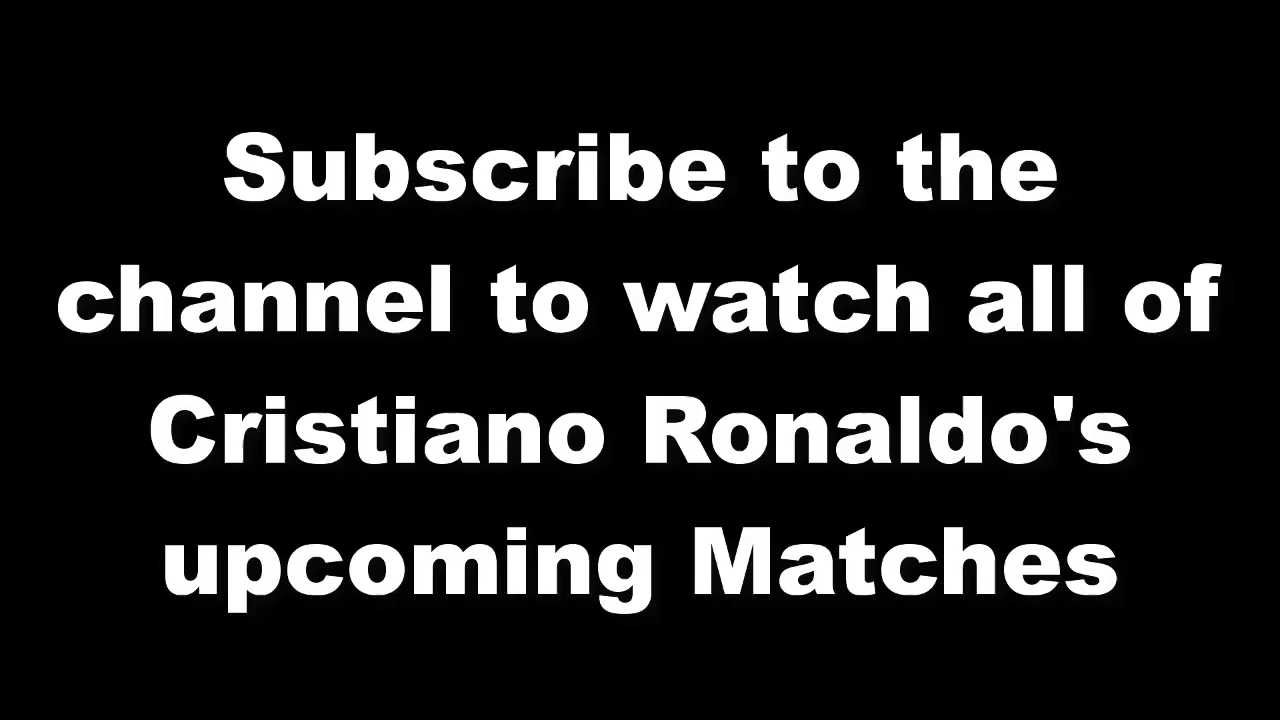 Subscribe to the
channel to watch all of
Cristiano Ronaldo's
upcoming Matches